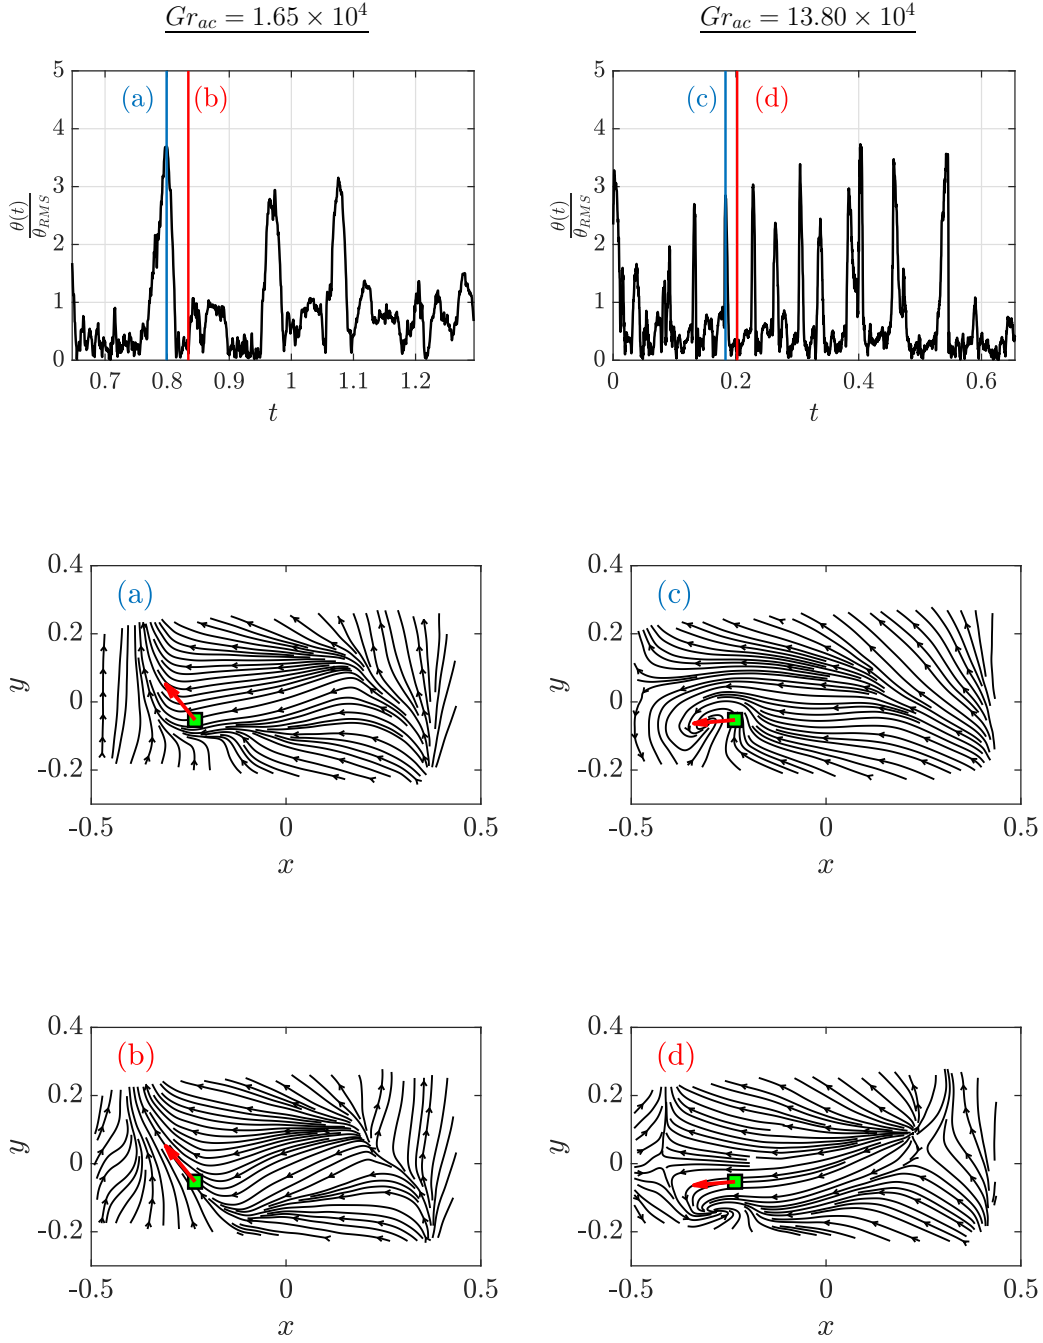 Gr_ac = 1.65 × 10^4
Gr_ac = 13.80 × 10^4
5
4
3
2
1
0
θ(t)
θ_RMS
(a)
(b)
0.7
0.8
0.9
1
1.1
1.2
t
5
4
3
2
1
0
θ(t)
θ_RMS
(c)
(d)
0
0.2
0.4
0.6
t
0.4
0.2
0
-0.2
y
(a)
-0.5
0
0.5
x
0.4
0.2
0
-0.2
y
(c)
-0.5
0
0.5
x
0.4
0.2
0
-0.2
y
(b)
-0.5
0
0.5
x
0.4
0.2
0
-0.2
y
(d)
-0.5
0
0.5
x